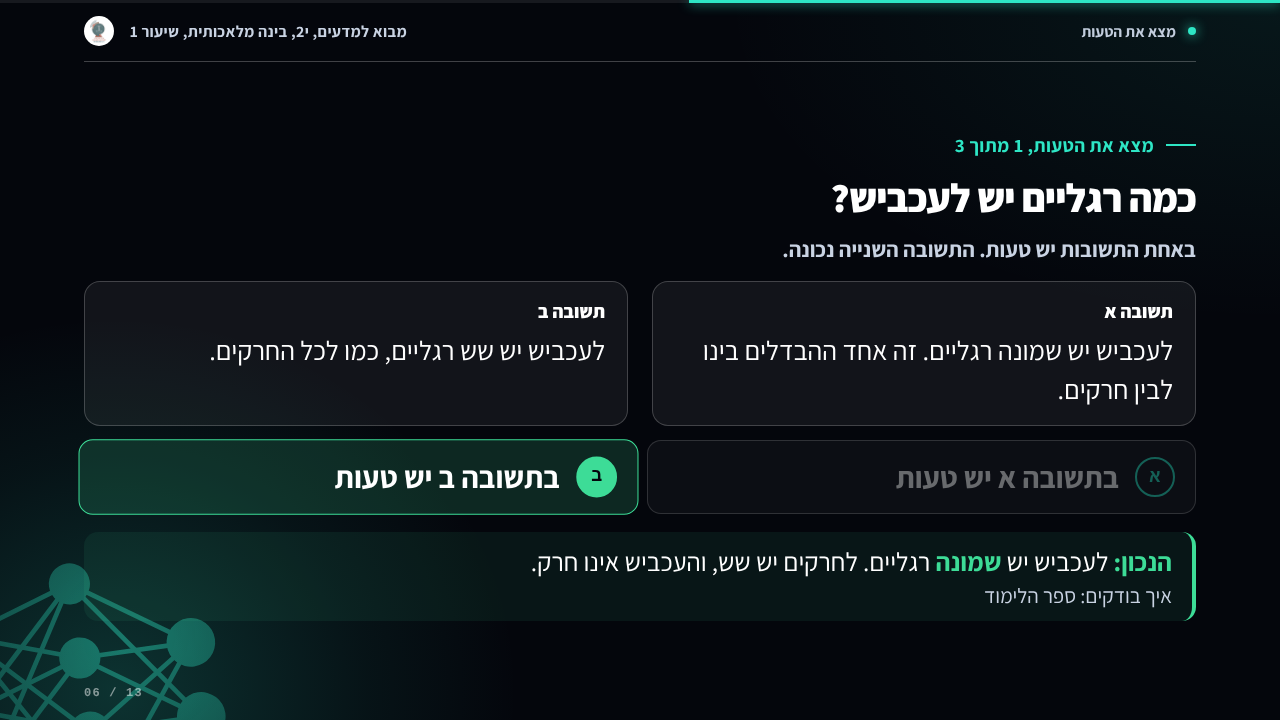 מצא את הטעות
מבוא למדעים, י2, בינה מלאכותית, שיעור 1
מצא את הטעות, 1 מתוך 3
כמה רגליים יש לעכביש?
באחת התשובות יש טעות. התשובה השנייה נכונה.
תשובה א
לעכביש יש שמונה רגליים. זה אחד ההבדלים בינו
לבין חרקים.
תשובה ב
לעכביש יש שש רגליים, כמו לכל החרקים.
א
בתשובה א יש טעות
ב
בתשובה ב יש טעות
הנכון: לעכביש יש שמונה רגליים. לחרקים יש שש, והעכביש אינו חרק.
איך בודקים: ספר הלימוד
06 / 13